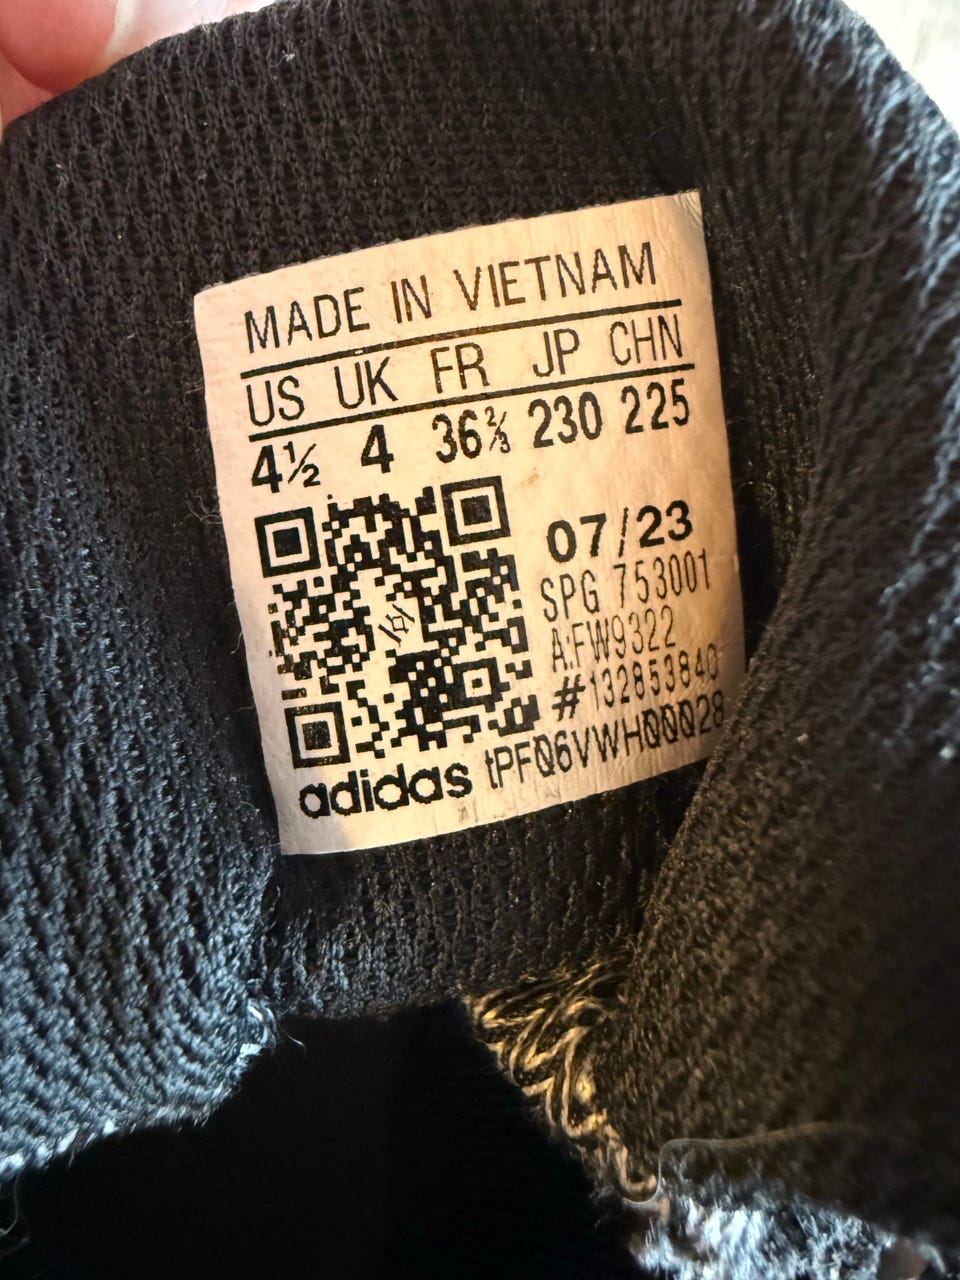 MADE IN VIETNAM
US UK FR JP CHN
4½ 4 36⅔ 230 225
07/23
SPG 753001
A:FW9322
#132853840
tPF06VWH00028
adidas